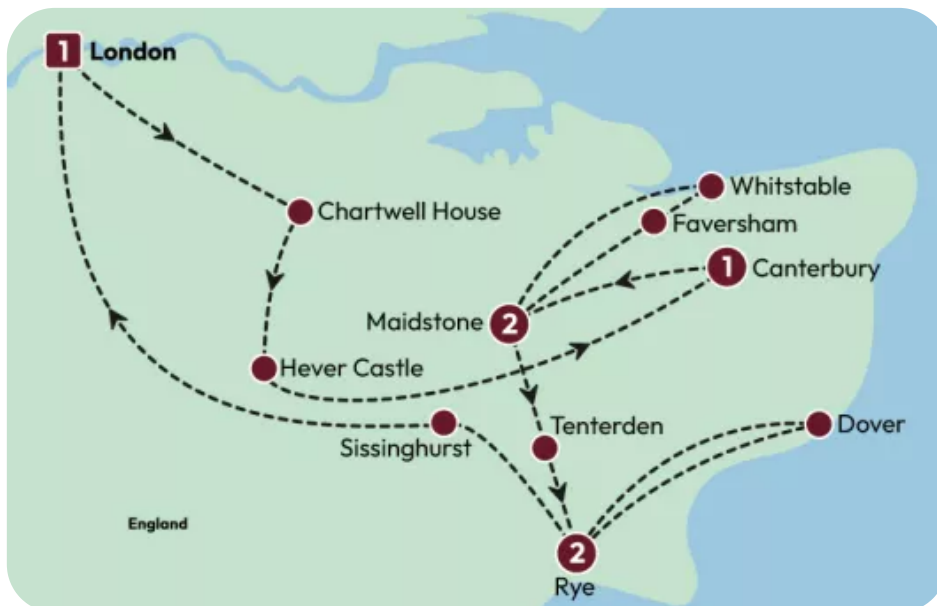 1 London
Chartwell House
Whitstable
Faversham
1 Canterbury
Maidstone 2
Hever Castle
Sissinghurst
Tenterden
Dover
England
2
Rye